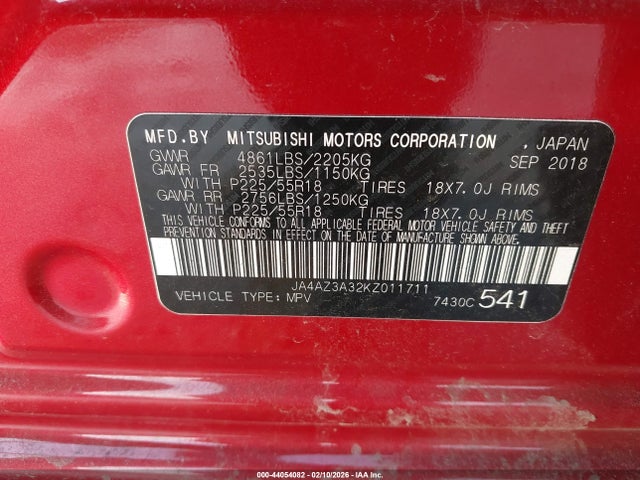 MFD.BY MITSUBISHI MOTORS CORPORATION , JAPAN
GVWR 4861LBS/2205KG SEP 2018
GAWR FR 2535LBS/1150KG
WITH P225/55R18 TIRES 18X7.0J RIMS
GAWR RR 2756LBS/1250KG
WITH P225/55R18 TIRES 18X7.0J RIMS
THIS VEHICLE CONFORMS TO ALL APPLICABLE FEDERAL MOTOR VEHICLE SAFETY AND
THEFT PREVENTION STANDARDS IN EFFECT ON THE DATE OF MANUFACTURE
SHOWN ABOVE.
JA4AZ3A32KZ011711
VEHICLE TYPE: MPV 7430C 541
000-44054082 - 02/10/2026 - IAA Inc.